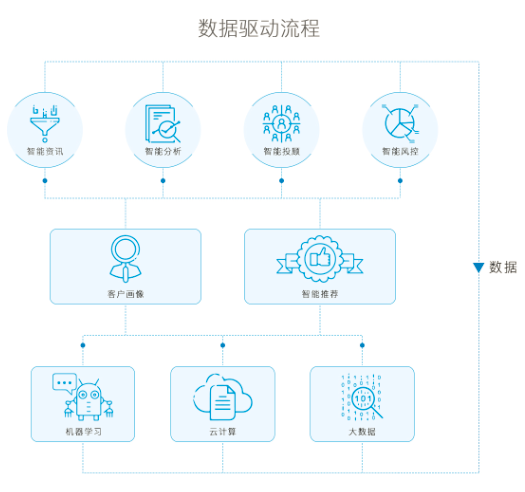 数据驱动流程
智能资讯
智能分析
智能投顾
智能风控
数据
客户画像
智能推荐
机器学习
云计算
大数据
101